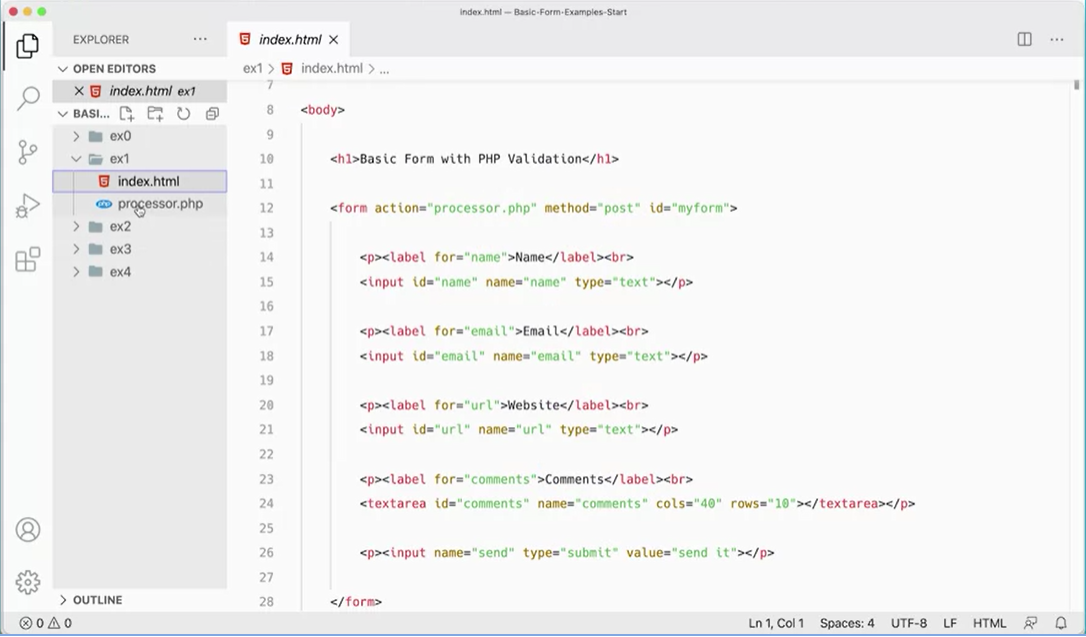 index.html — Basic-Form-Examples-Start
EXPLORER ...
index.html
OPEN EDITORS
index.html ex1
BASI...
ex0
ex1
index.html
processor.php
ex2
ex3
ex4
OUTLINE
ex1 > index.html > ...
7
8 <body>
9
10 <h1>Basic Form with PHP Validation</h1>
11
12 <form action="processor.php" method="post" id="myform">
13
14 <p><label for="name">Name</label><br>
15 <input id="name" name="name" type="text"></p>
16
17 <p><label for="email">Email</label><br>
18 <input id="email" name="email" type="text"></p>
19
20 <p><label for="url">Website</label><br>
21 <input id="url" name="url" type="text"></p>
22
23 <p><label for="comments">Comments</label><br>
24 <textarea id="comments" name="comments" cols="40" rows="10"></textarea></p>
25
26 <p><input name="send" type="submit" value="send it"></p>
27
28 </form>
0 0 Ln 1, Col 1 Spaces: 4 UTF-8 LF HTML